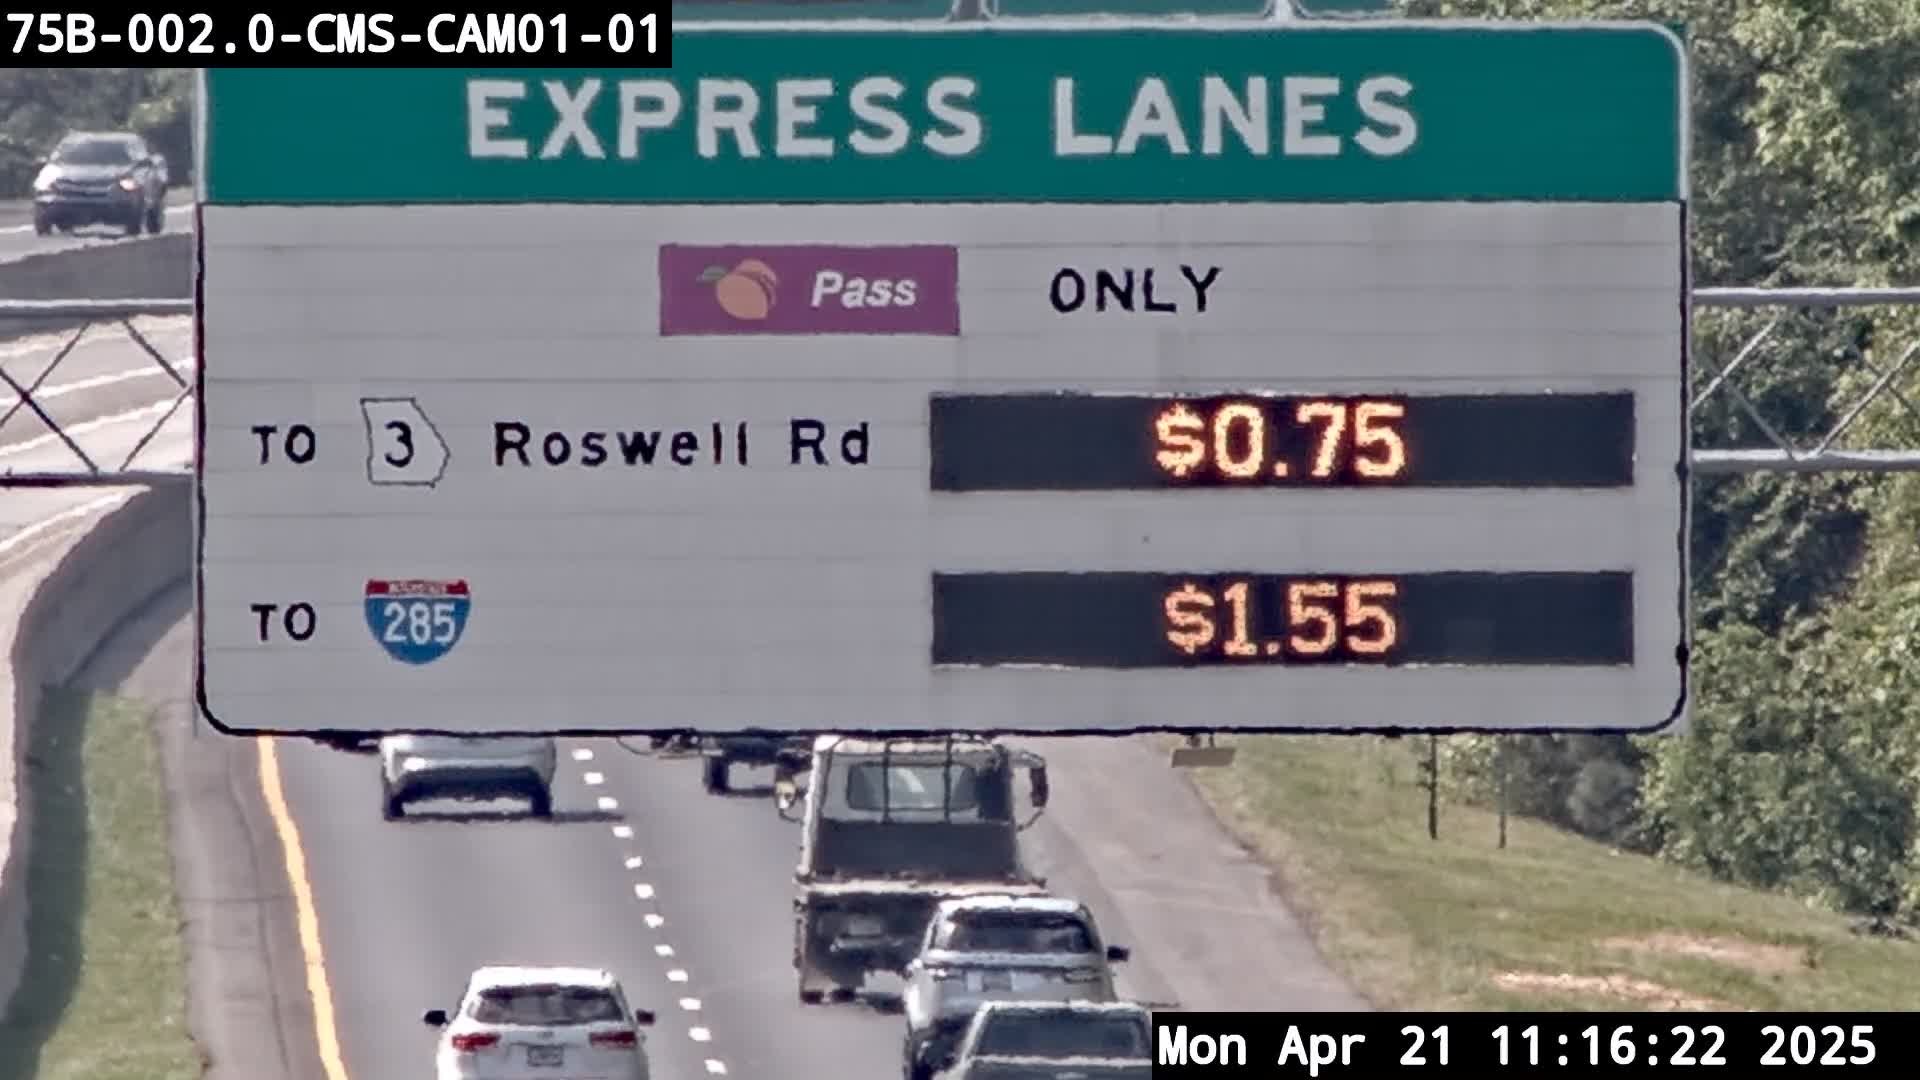 75B-002.0-CMS-CAM01-01
EXPRESS LANES
Pass ONLY
TO 3 Roswell Rd $0.75
TO 285 $1.55
Mon Apr 21 11:16:22 2025